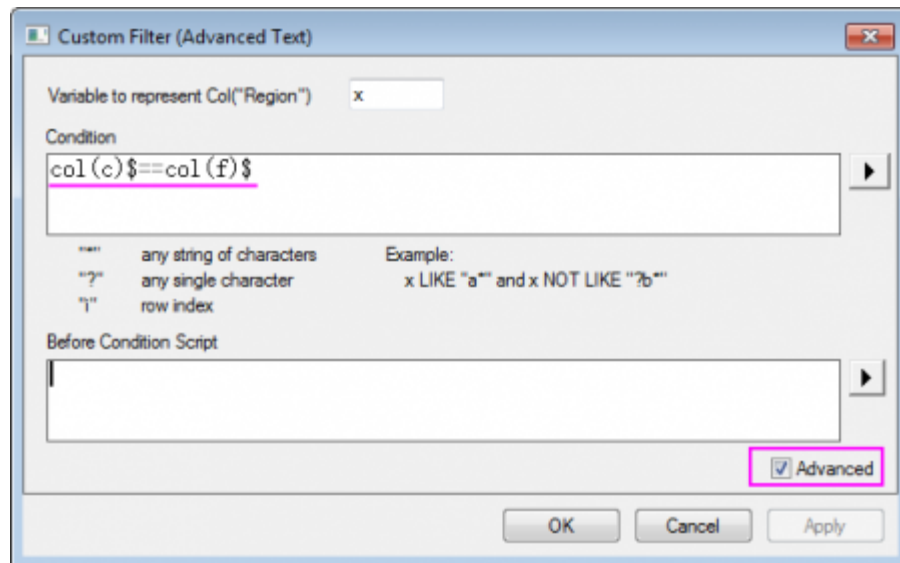 Custom Filter (Advanced Text)
Variable to represent Col("Region") x
Condition
col(c)$==col(f)$
"*" any string of characters Example:
"?" any single character x LIKE "a*" and x NOT LIKE "?b*"
"i" row index
Before Condition Script
Advanced
OK Cancel Apply